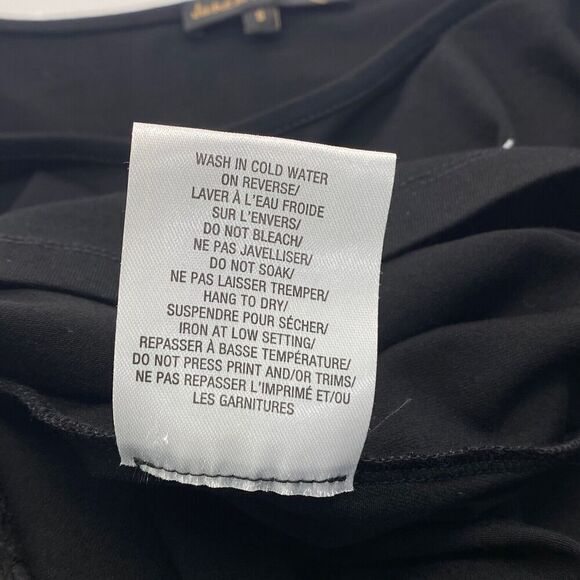 WASH IN COLD WATER
ON REVERSE/
LAVER À L'EAU FROIDE
SUR L'ENVERS/
DO NOT BLEACH/
NE PAS JAVELLISER/
DO NOT SOAK/
NE PAS LAISSER TREMPER/
HANG TO DRY/
SUSPENDRE POUR SÉCHER/
IRON AT LOW SETTING/
REPASSER À BASSE TEMPÉRATURE/
DO NOT PRESS PRINT AND/OR TRIMS/
NE PAS REPASSER L'IMPRIMÉ ET/OU
LES GARNITURES